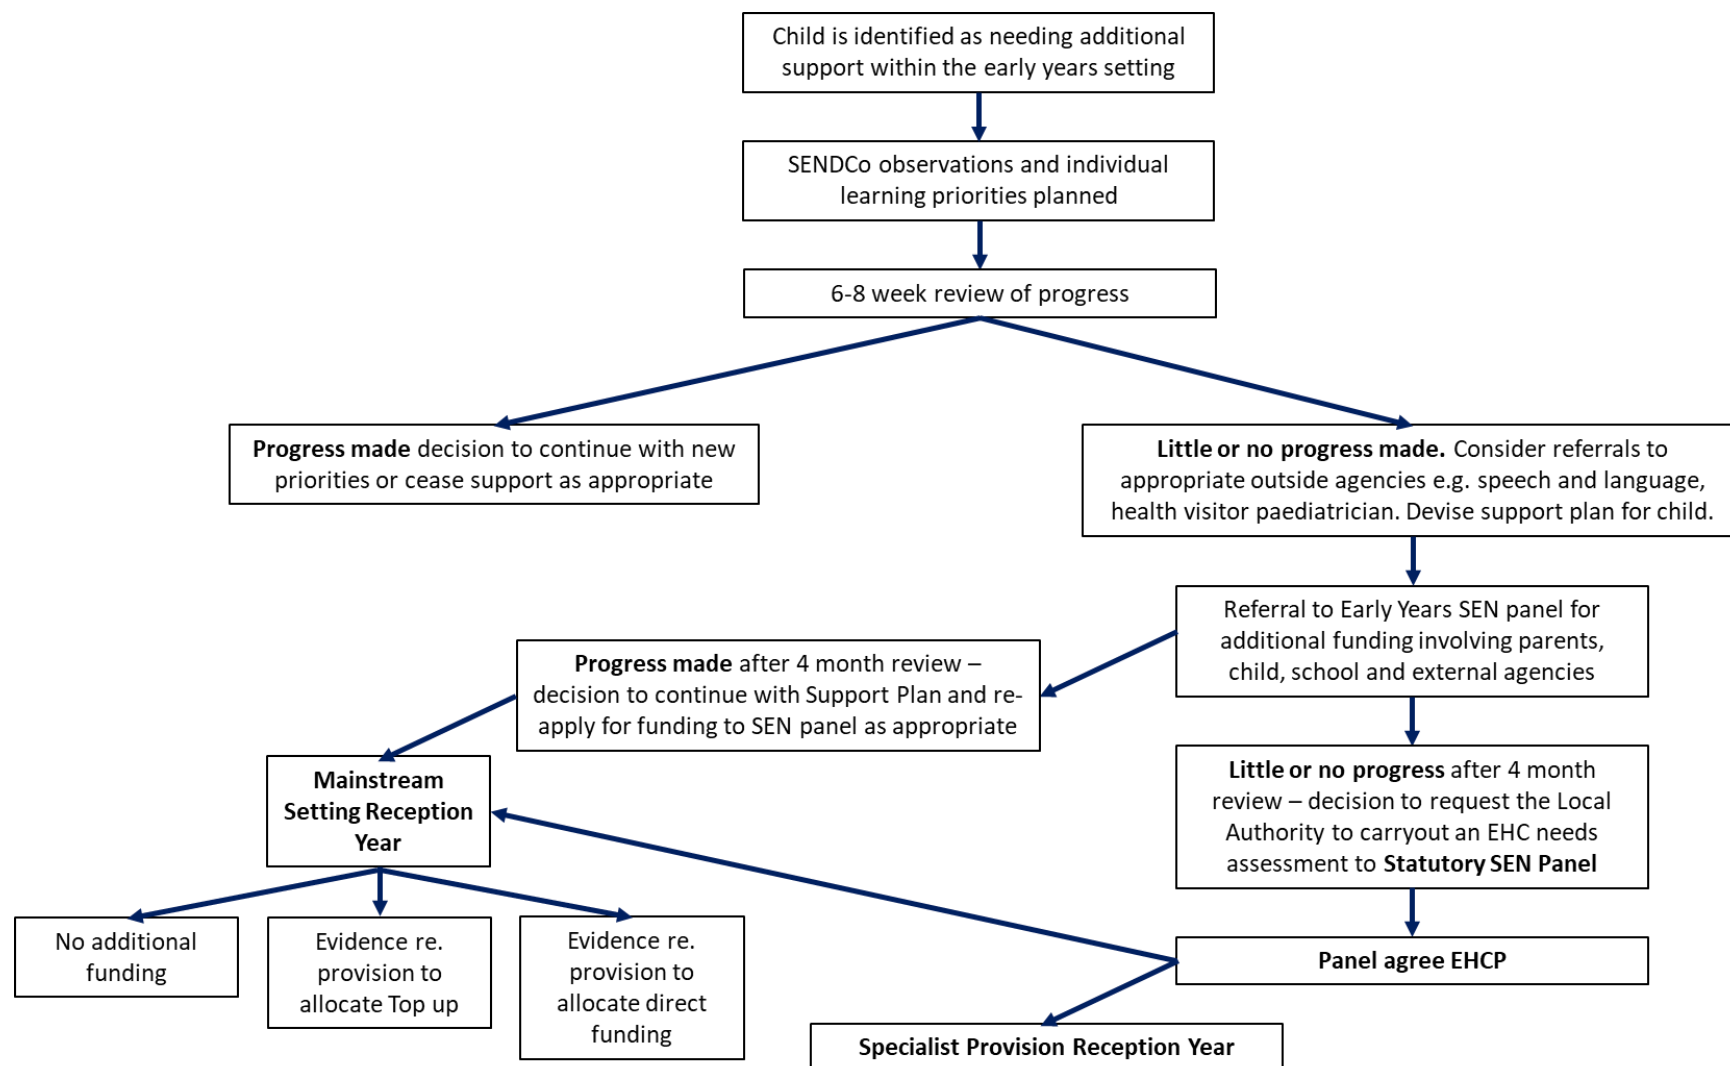 Child is identified as needing additional
support within the early years setting
SENDCo observations and individual
learning priorities planned
6-8 week review of progress
Progress made decision to continue with new
priorities or cease support as appropriate
Little or no progress made. Consider referrals to
appropriate outside agencies e.g. speech and language,
health visitor paediatrician. Devise support plan for child.
Referral to Early Years SEN panel for
additional funding involving parents,
child, school and external agencies
Progress made after 4 month review –
decision to continue with Support Plan and re-
apply for funding to SEN panel as appropriate
Little or no progress after 4 month
review – decision to request the Local
Authority to carryout an EHC needs
assessment to Statutory SEN Panel
Mainstream
Setting Reception
Year
No additional
funding
Evidence re.
provision to
allocate Top up
Evidence re.
provision to
allocate direct
funding
Panel agree EHCP
Specialist Provision Reception Year